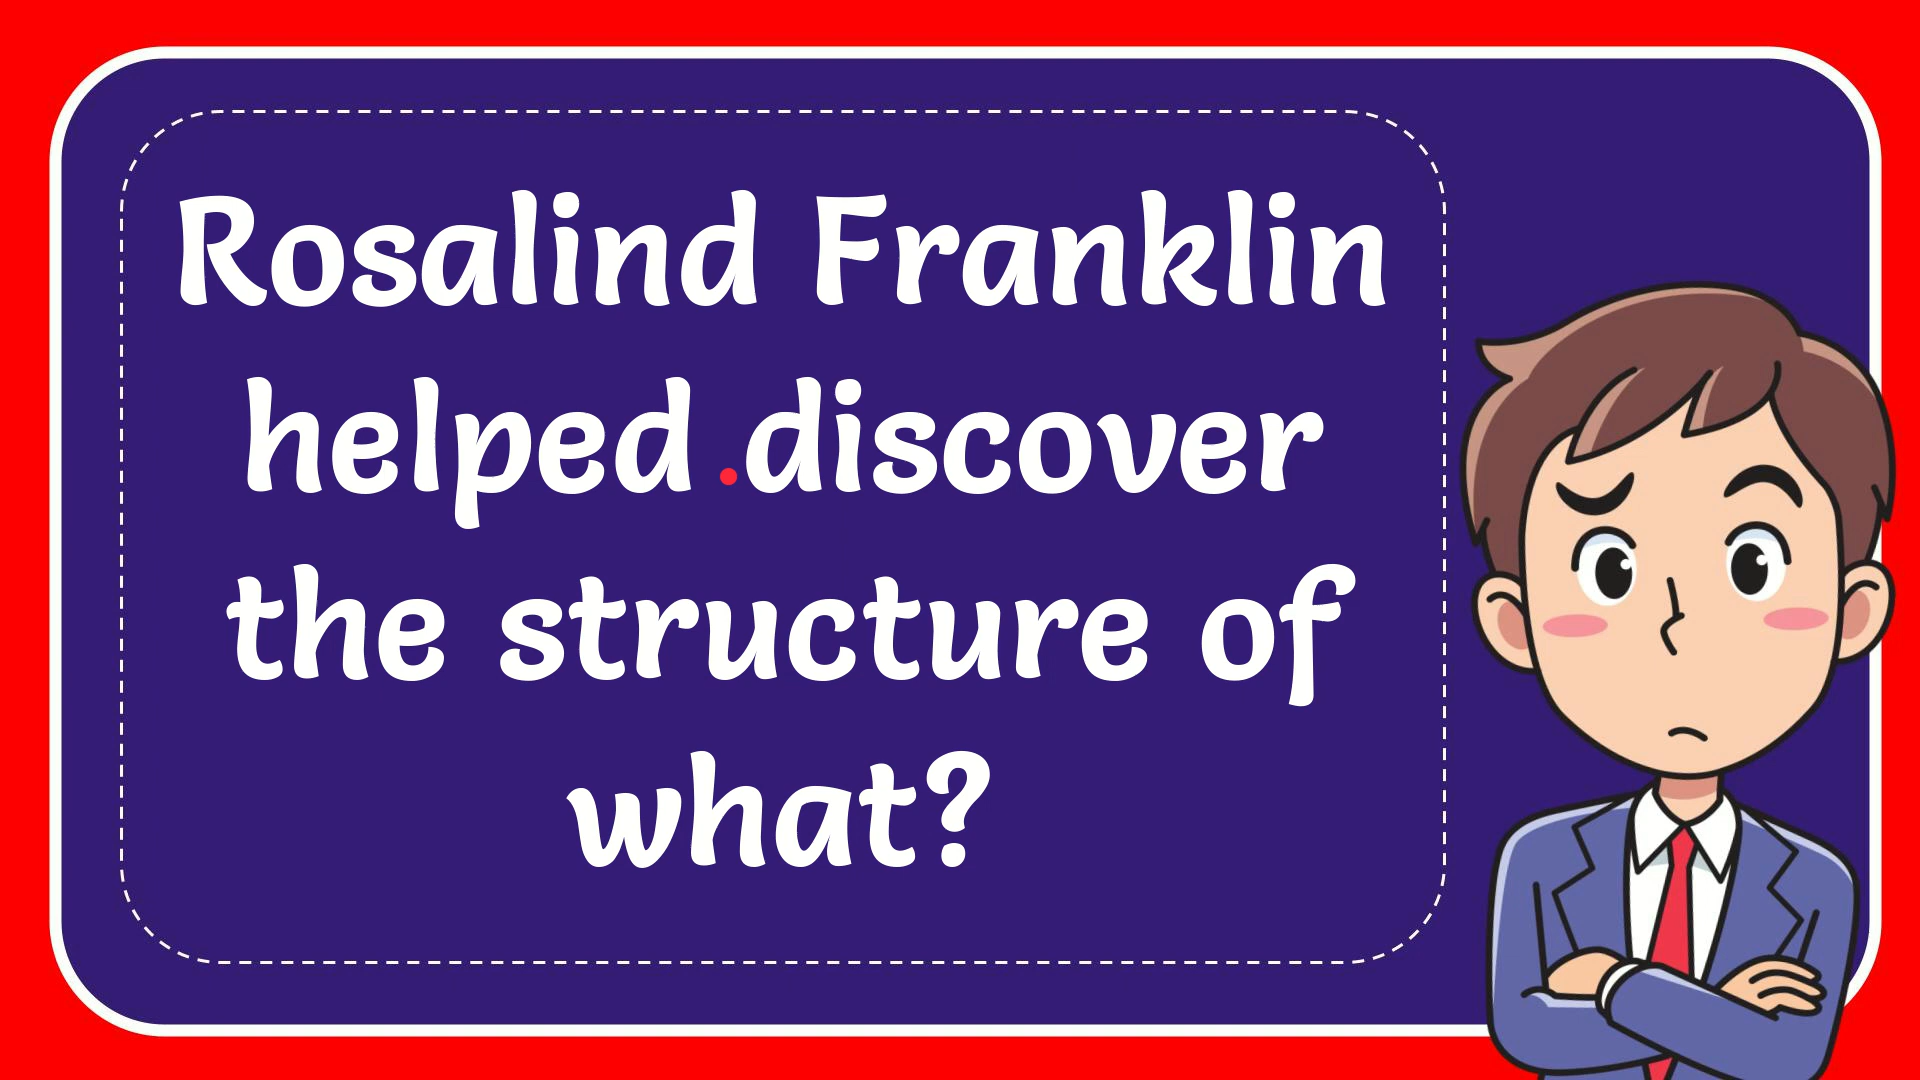 Rosalind Franklin
helped .discover
the structure of
what?